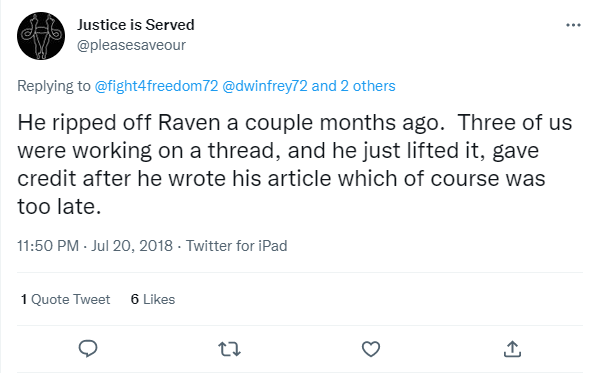 Justice is Served
@pleasesaveour
Replying to @fight4freedom72 @dwinfrey72 and 2 others
He ripped off Raven a couple months ago.  Three of us
were working on a thread, and he just lifted it, gave
credit after he wrote his article which of course was
too late.
11:50 PM · Jul 20, 2018 · Twitter for iPad
1 Quote Tweet 6 Likes